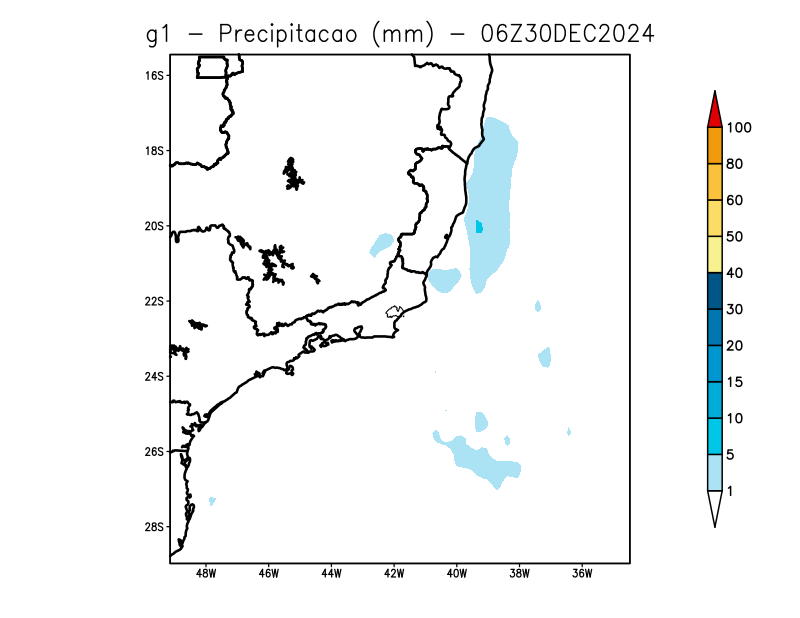 g1 – Precipitacao (mm) – 06Z30DEC2024
16S
18S
20S
22S
24S
26S
28S
48W 46W 44W 42W 40W 38W 36W
100
80
60
50
40
30
20
15
10
5
1